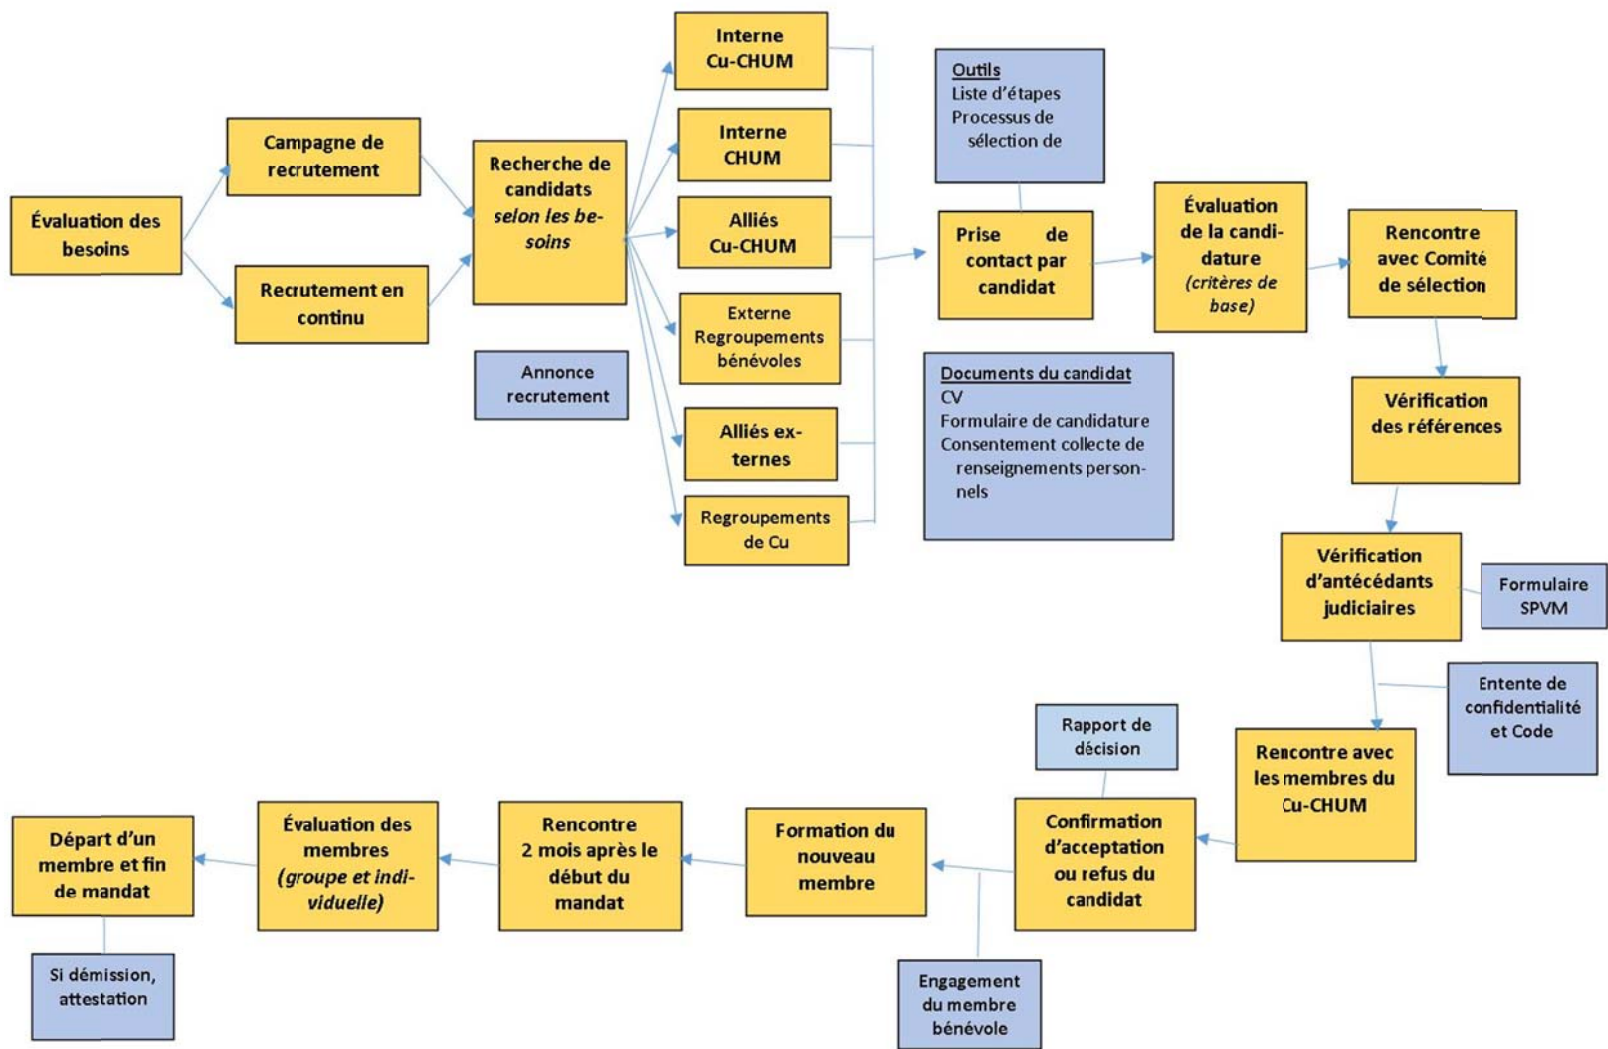 Évaluation des
besoins
Campagne de
recrutement
Recrutement en
continu
Recherche de
candidats
selon les be-
soins
Annonce
recrutement
Interne
Cu-CHUM
Interne
CHUM
Alliés
Cu-CHUM
Externe
Regroupements
bénévoles
Alliés ex-
ternes
Regroupements
de Cu
Outils
Liste d'étapes
Processus de
sélection de
Prise de
contact par
candidat
Documents du candidat
CV
Formulaire de candidature
Consentement collecte de
renseignements person-
nels
Évaluation
de la candi-
dature
(critères de
base)
Rencontre
avec Comité
de sélection
Vérification
des références
Vérification
d'antécédants
judiciaires
Formulaire
SPVM
Entente de
confidentialité
et Code
Rencontre avec
les membres du
Cu-CHUM
Rapport de
décision
Confirmation
d'acceptation
ou refus du
candidat
Engagement
du membre
bénévole
Formation du
nouveau
membre
Rencontre
2 mois après le
début du
mandat
Évaluation des
membres
(groupe et indi-
viduelle)
Départ d'un
membre et fin
de mandat
Si démission,
attestation